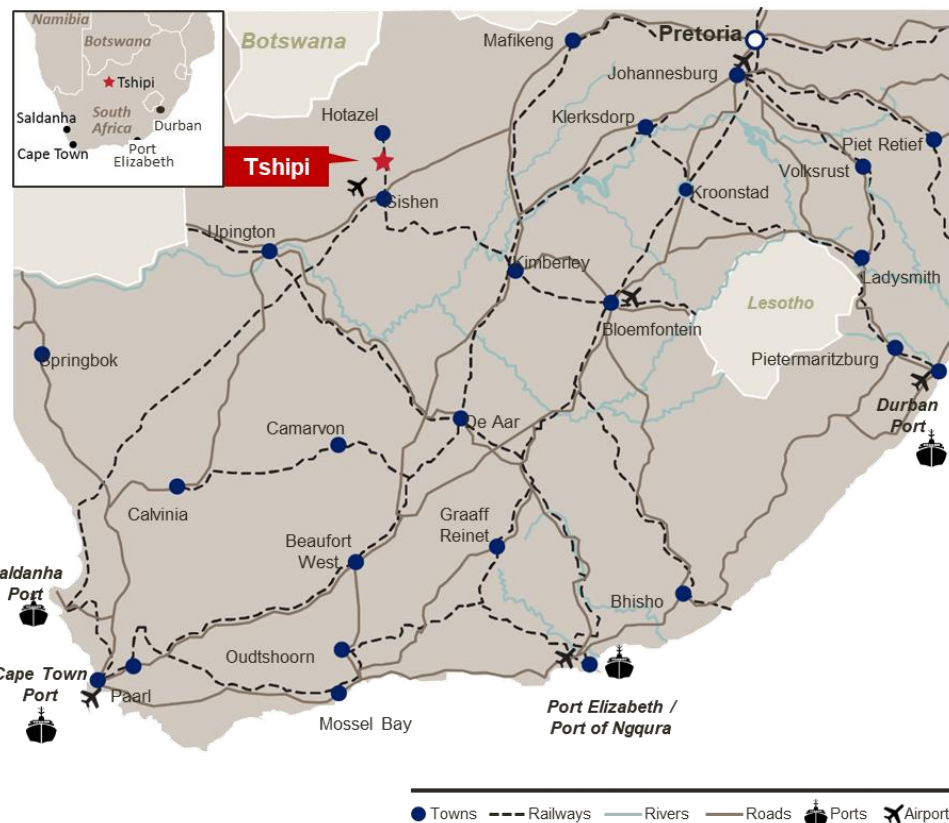 Namibia
Botswana
Tshipi
South
Africa
Saldanha
Durban
Cape Town
Port
Elizabeth
Botswana
Mafikeng
Pretoria
Johannesburg
Hotazel
Klerksdorp
Piet Retief
Tshipi
Volksrust
Sishen
Kroonstad
Upington
Kimberley
Ladysmith
Lesotho
Bloemfontein
Springbok
Pietermaritzburg
Durban
Port
De Aar
Camarvon
Calvinia
Graaff
Reinet
Beaufort
West
aldanha
Port
Bhisho
Oudtshoorn
Cape Town
Port
Paarl
Mossel Bay
Port Elizabeth /
Port of Ngqura
Towns Railways Rivers Roads Ports Airport